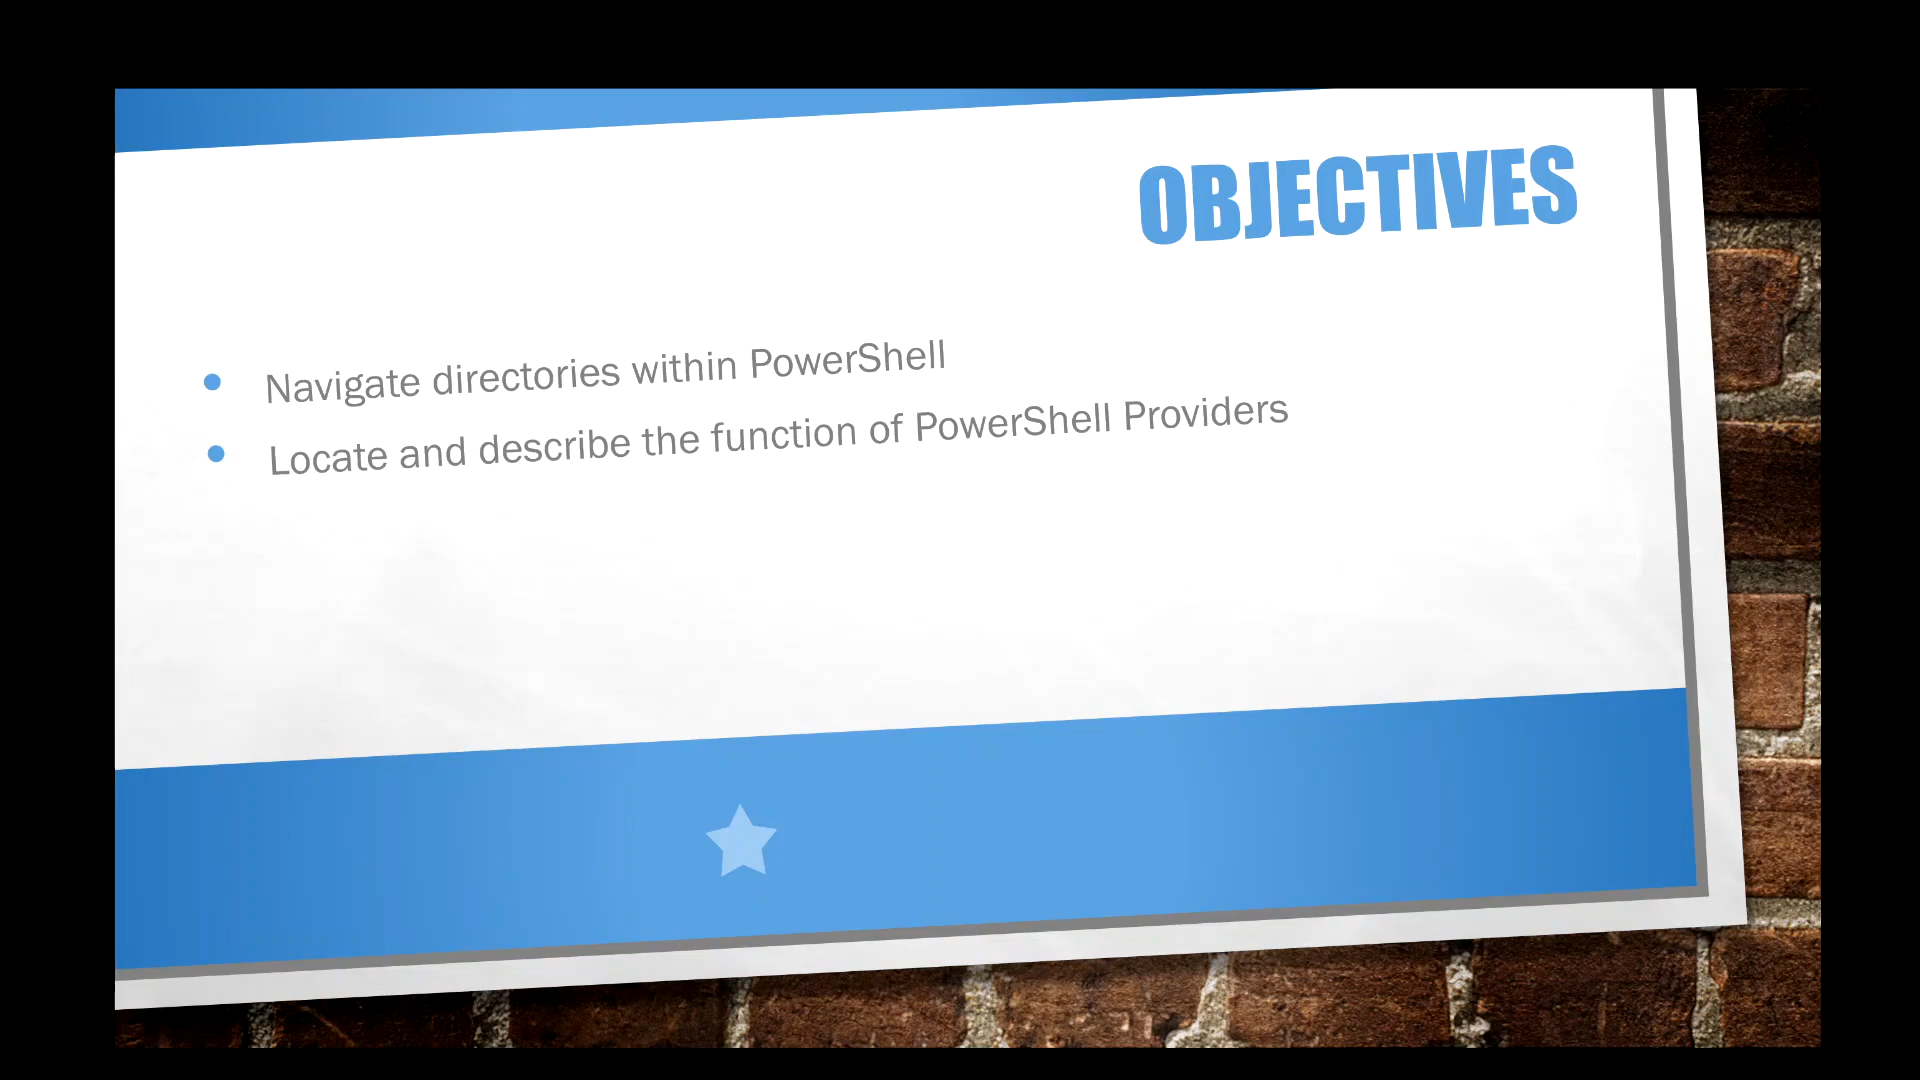 OBJECTIVES
Navigate directories within PowerShell
Locate and describe the function of PowerShell Providers